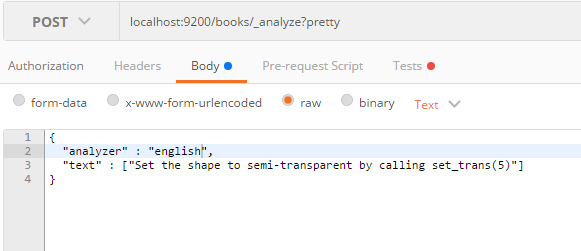 POST localhost:9200/books/_analyze?pretty
Authorization Headers Body Pre-request Script Tests
form-data x-www-form-urlencoded raw binary Text
1 {
2 "analyzer" : "english",
3 "text" : ["Set the shape to semi-transparent by calling set_trans(5)"]
4 }